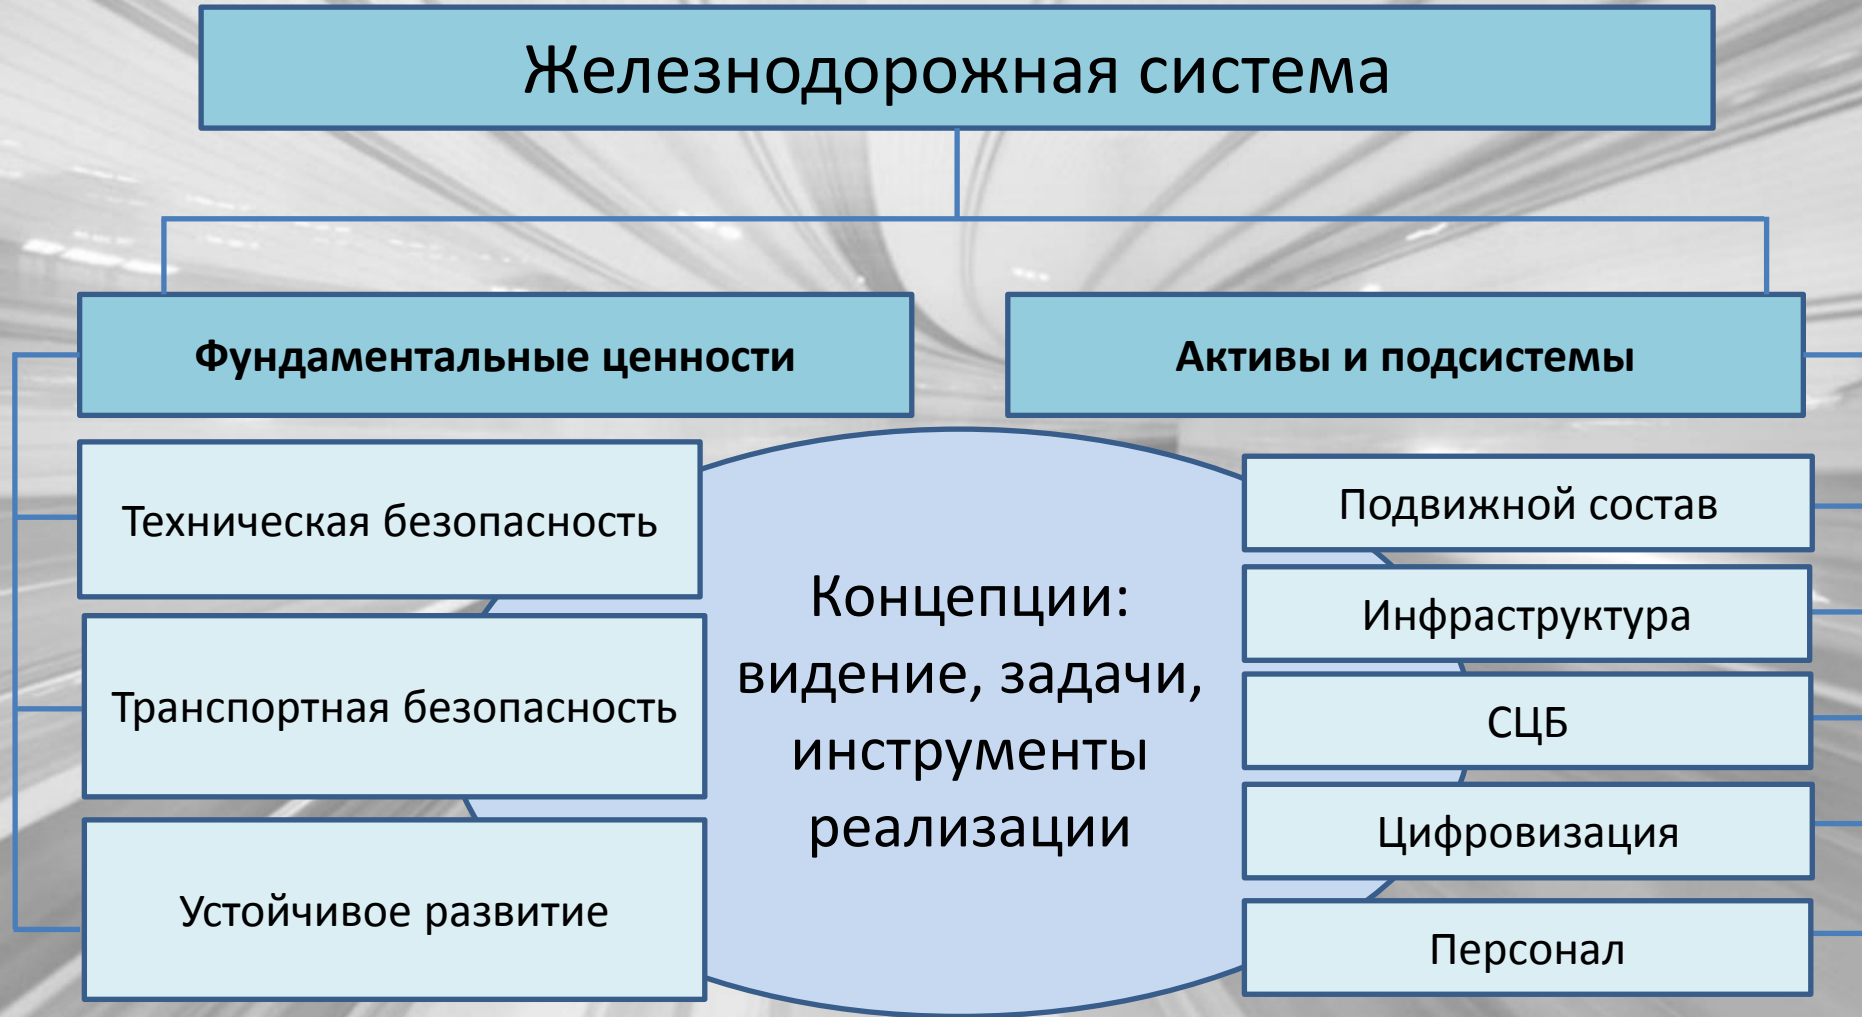 Железнодорожная система
Фундаментальные ценности
Активы и подсистемы
Техническая безопасность
Транспортная безопасность
Устойчивое развитие
Концепции:
видение, задачи,
инструменты
реализации
Подвижной состав
Инфраструктура
СЦБ
Цифровизация
Персонал